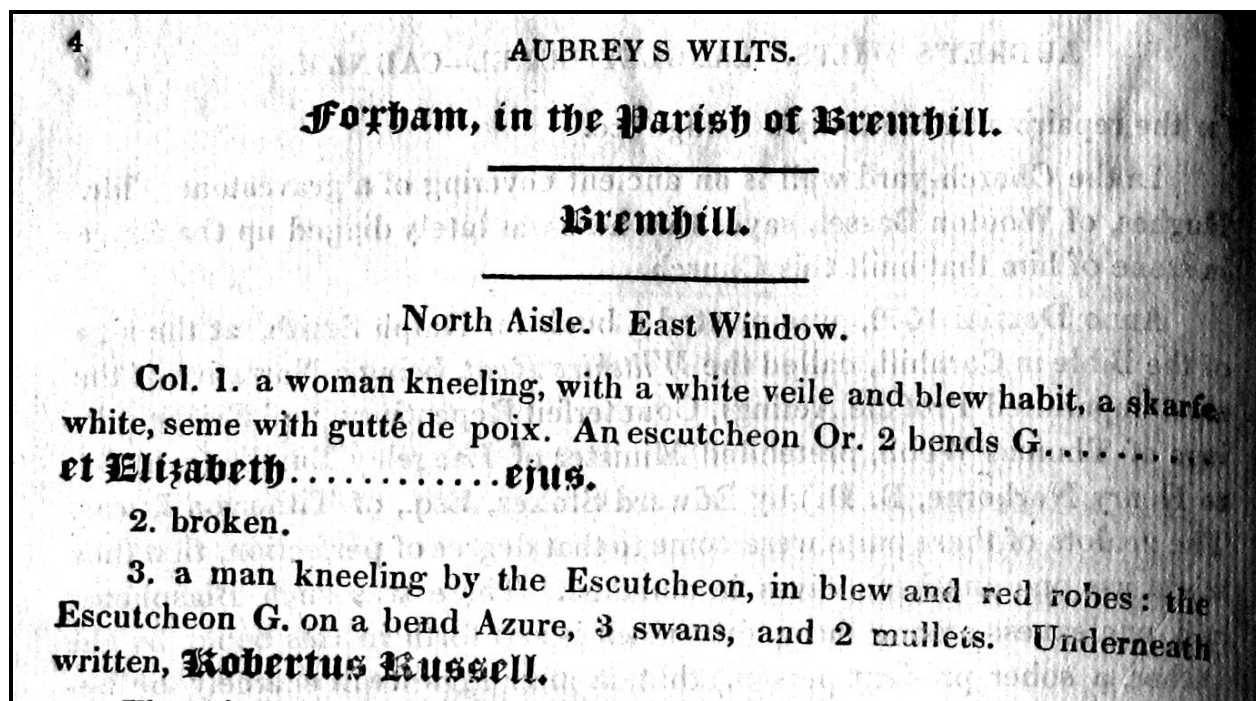 4
AUBREY S WILTS.
Foxham, in the Parish of Bremhill.
Bremhill.
North Aisle. East Window.
Col. 1. a woman kneeling, with a white veile and blew habit, a skarfe
white, seme with gutté de poix. An escutcheon Or. 2 bends G...........
et Elizabeth.............ejus.
2. broken.
3. a man kneeling by the Escutcheon, in blew and red robes: the
Escutcheon G. on a bend Azure, 3 swans, and 2 mullets. Underneath
written, Robertus Russell.